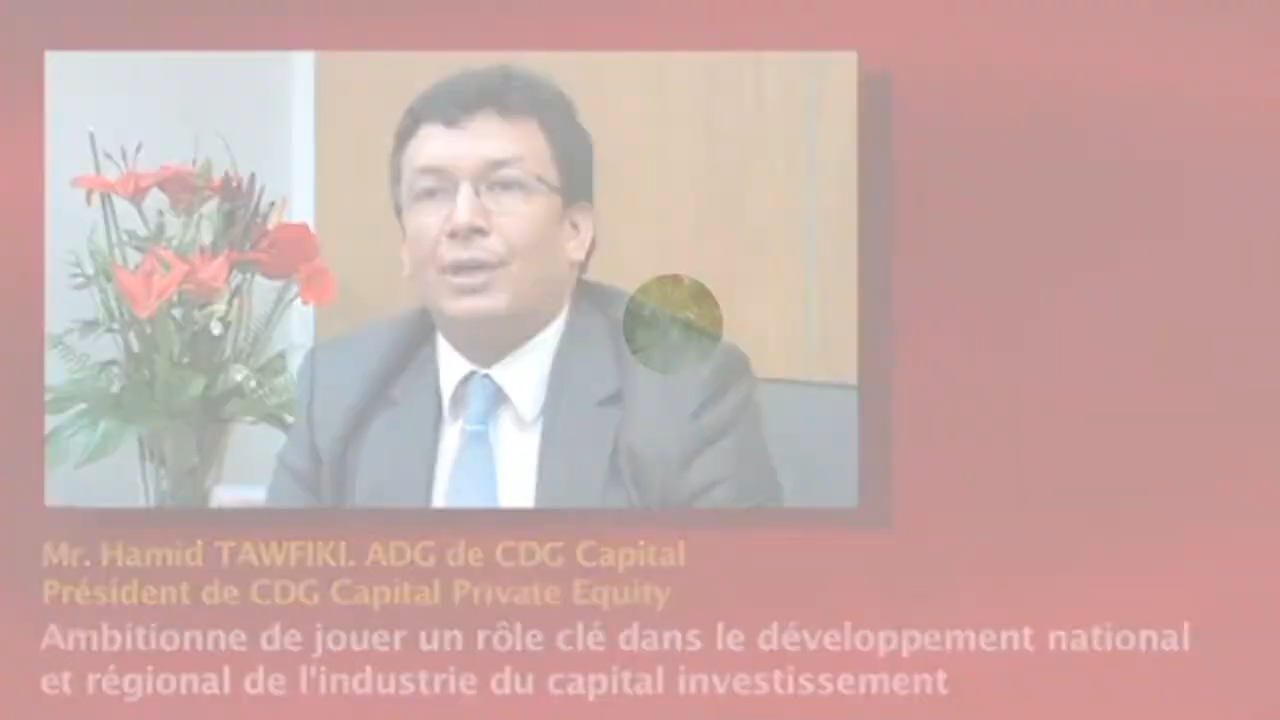 Mr. Hamid TAWFIKI. ADG de CDG Capital
Président de CDG Capital Private Equity
Ambitionne de jouer un rôle clé dans le développement national
et régional de l'industrie du capital investissement